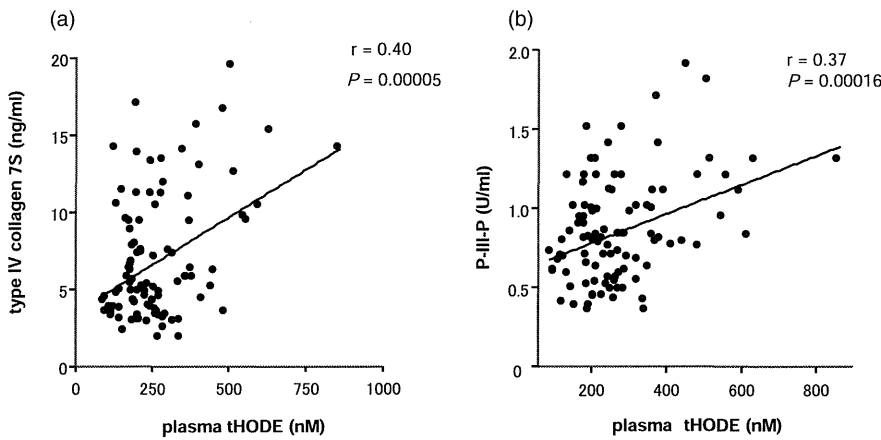 (a)
r = 0.40
P = 0.00005
type IV collagen 7S (ng/ml)
20
15
10
5
0
0
250
500
750
1000
plasma tHODE (nM)
(b)
r = 0.37
P = 0.00016
P-III-P (U/ml)
2.0
1.5
1.0
0.5
0
200
400
600
800
plasma tHODE (nM)